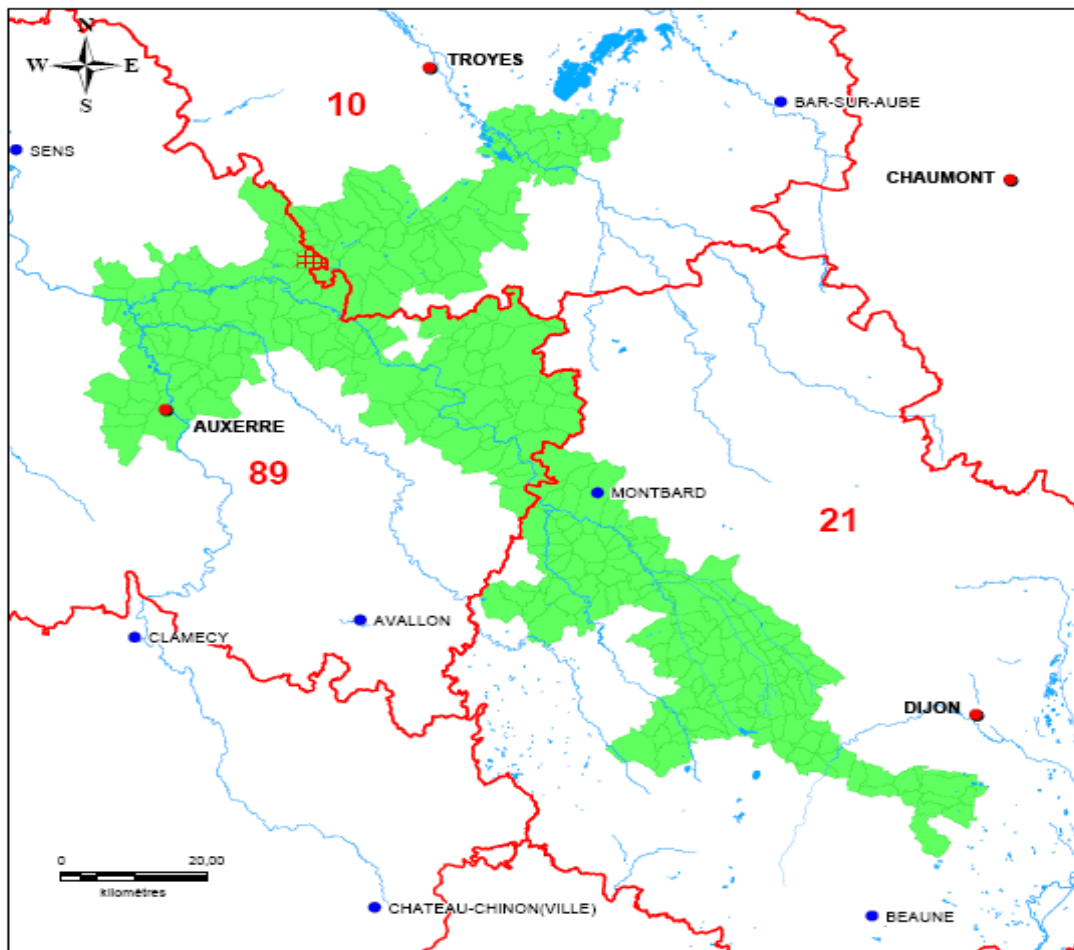 N
TROYES
W E
10
BAR-SUR-AUBE
S
SENS
CHAUMONT
AUXERRE
89
MONTBARD
21
AVALLON
CLAMECY
DIJON
0 20,00
kilomètres
CHATEAU-CHINON(VILLE)
BEAUNE